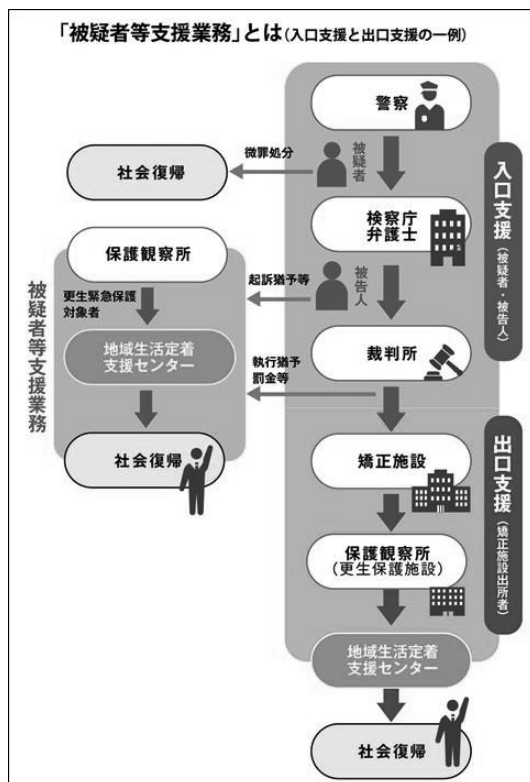 「被疑者等支援業務」とは(入口支援と出口支援の一例)
警察
被疑者
微罪処分
社会復帰
検察庁
弁護士
入口支援(被疑者・被告人)
保護観察所
起訴猶予等
被告人
更生緊急保護
対象者
被疑者等支援業務
地域生活定着
支援センター
裁判所
執行猶予
罰金等
社会復帰
矯正施設
出口支援(矯正施設出所者)
保護観察所
(更生保護施設)
地域生活定着
支援センター
社会復帰